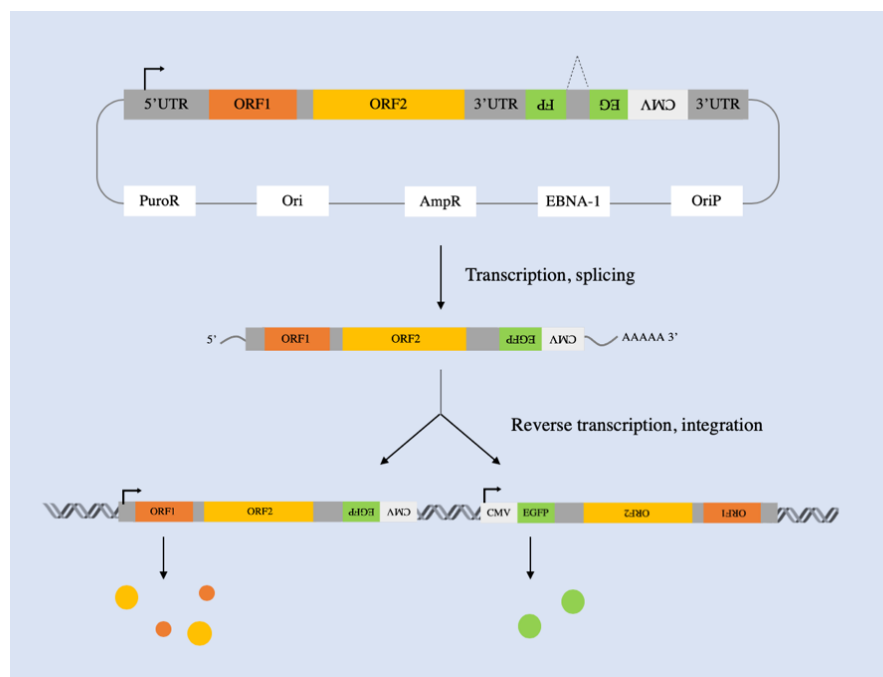 5'UTR ORF1 ORF2 3'UTR FP EG CMV 3'UTR
PuroR Ori AmpR EBNA-1 OriP
Transcription, splicing
5' ORF1 ORF2 EGFP CMV AAAAA 3'
Reverse transcription, integration
ORF1 ORF2 EGFP CMV CMV EGFP ORF2 ORF1